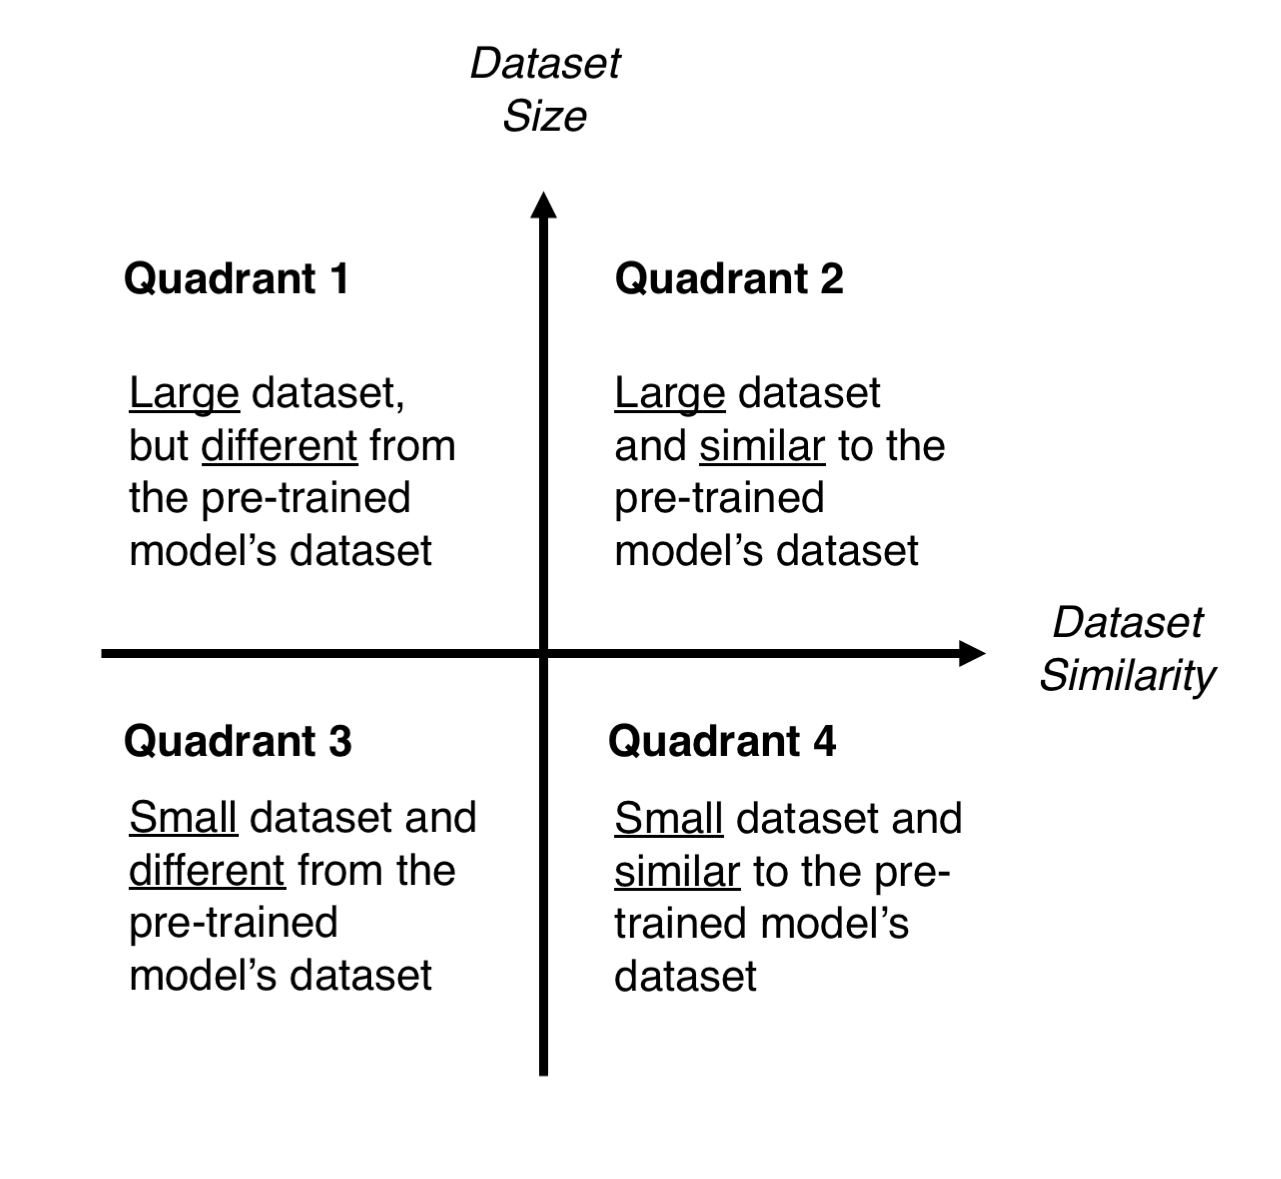 Dataset
Size
Quadrant 1
Large dataset,
but different from
the pre-trained
model’s dataset
Quadrant 2
Large dataset
and similar to the
pre-trained
model’s dataset
Dataset
Similarity
Quadrant 3
Small dataset and
different from the
pre-trained
model’s dataset
Quadrant 4
Small dataset and
similar to the pre-
trained model’s
dataset